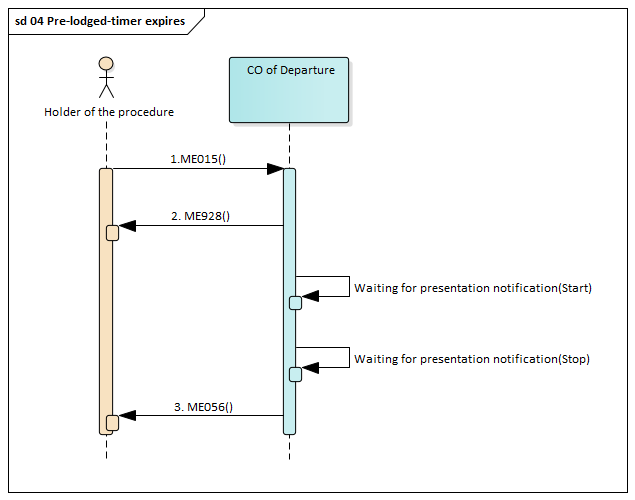 sd 04 Pre-lodged-timer expires
CO of Departure
Holder of the procedure
1.ME015()
2. ME928()
Waiting for presentation notification(Start)
Waiting for presentation notification(Stop)
3. ME056()